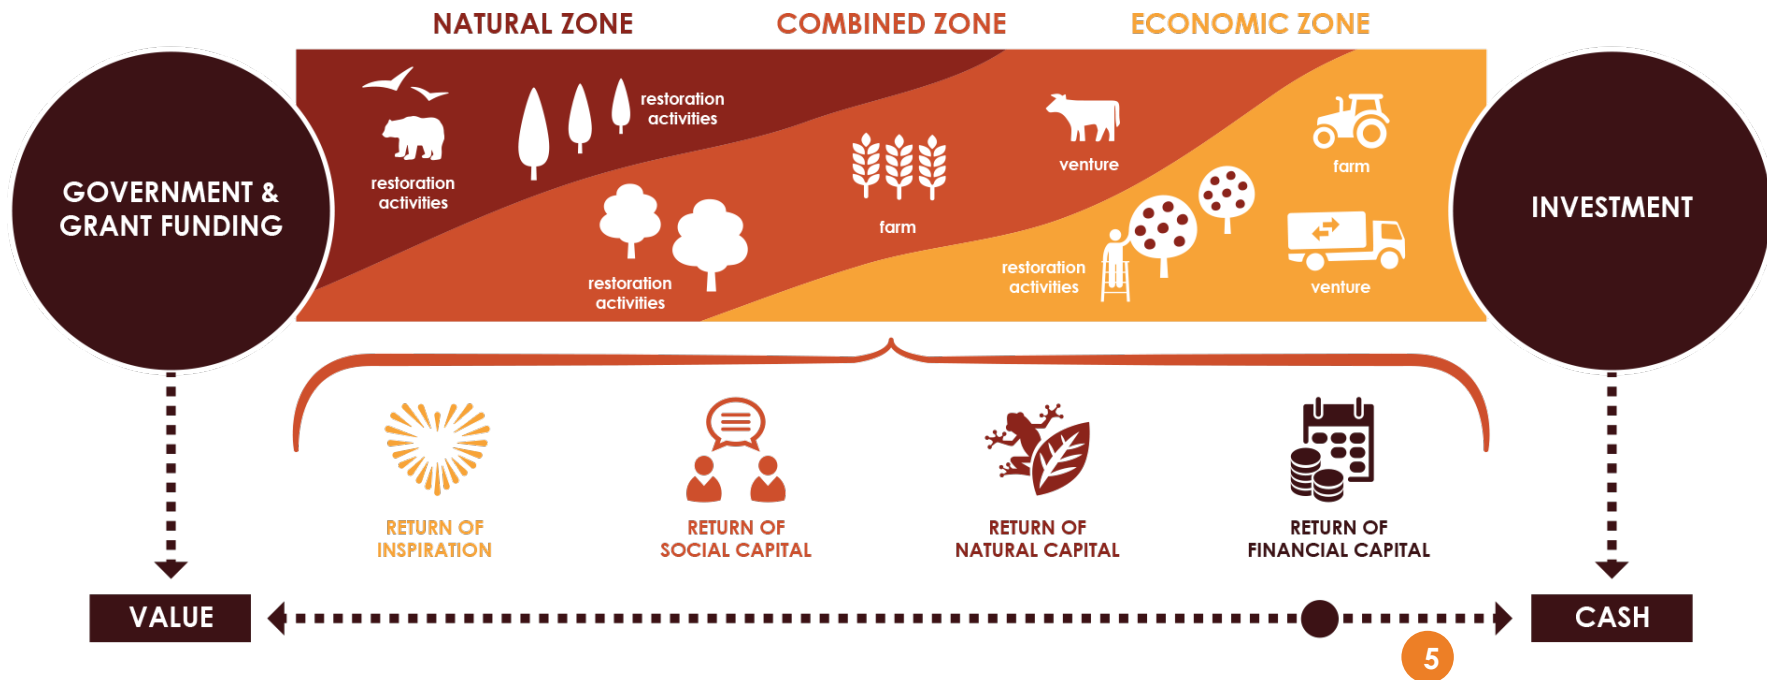 NATURAL ZONE
COMBINED ZONE
ECONOMIC ZONE
GOVERNMENT &
GRANT FUNDING
restoration
activities
restoration
activities
restoration
activities
farm
venture
restoration
activities
farm
venture
INVESTMENT
RETURN OF
INSPIRATION
RETURN OF
SOCIAL CAPITAL
RETURN OF
NATURAL CAPITAL
RETURN OF
FINANCIAL CAPITAL
VALUE
CASH
5